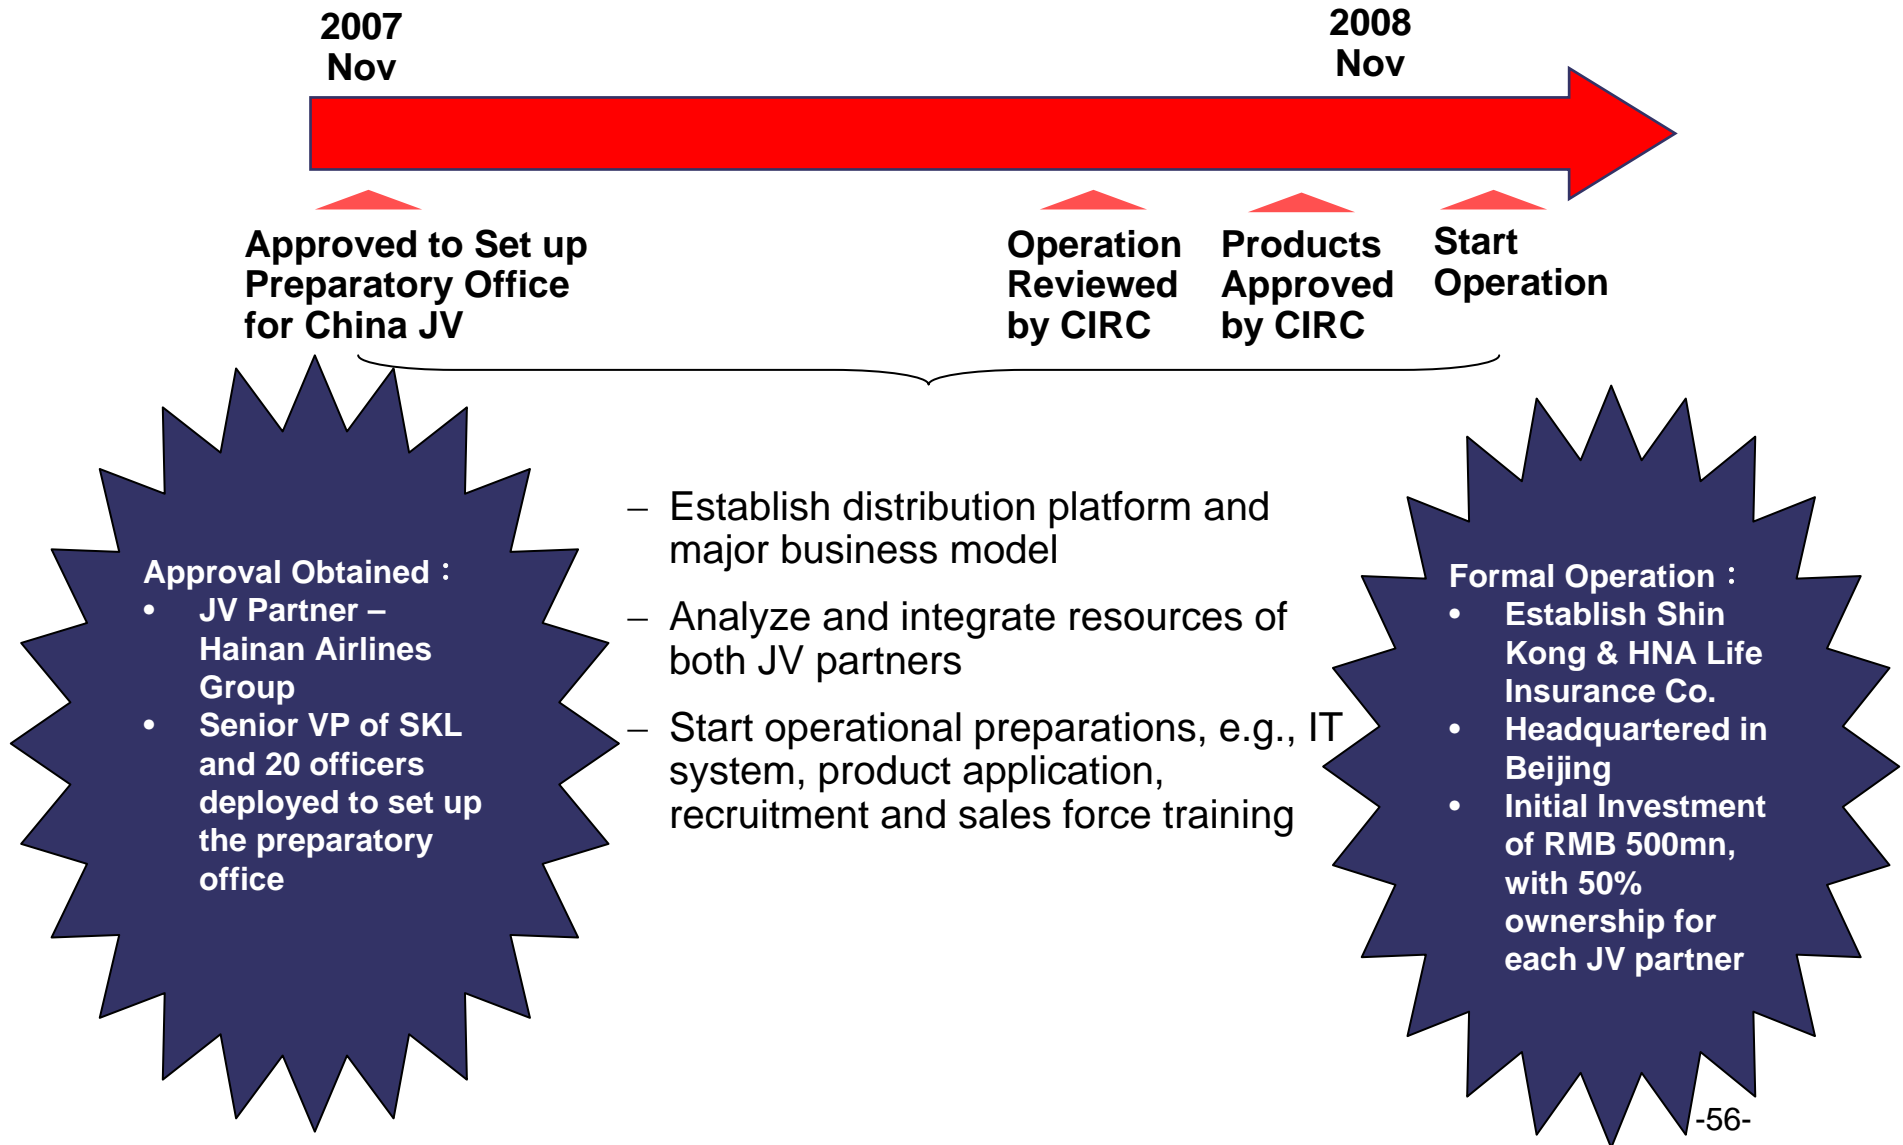 2007
Nov
2008
Nov
Approved to Set up
Preparatory Office
for China JV
Operation
Reviewed
by CIRC
Products
Approved
by CIRC
Start
Operation
Approval Obtained：
• JV Partner –
Hainan Airlines
Group
• Senior VP of SKL
and 20 officers
deployed to set up
the preparatory
office
– Establish distribution platform and
major business model
– Analyze and integrate resources of
both JV partners
– Start operational preparations, e.g., IT
system, product application,
recruitment and sales force training
Formal Operation：
• Establish Shin
Kong & HNA Life
Insurance Co.
• Headquartered in
Beijing
• Initial Investment
of RMB 500mn,
with 50%
ownership for
each JV partner
-56-